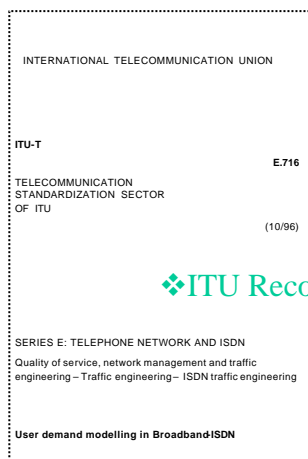 INTERNATIONAL TELECOMMUNICATION UNION
ITU-T
E.716
TELECOMMUNICATION
STANDARDIZATION SECTOR
OF ITU
(10/96)
❖ITU Reco
SERIES E: TELEPHONE NETWORK AND ISDN
Quality of service, network management and traffic
engineering – Traffic engineering – ISDN traffic engineering
User demand modelling in Broadband-ISDN